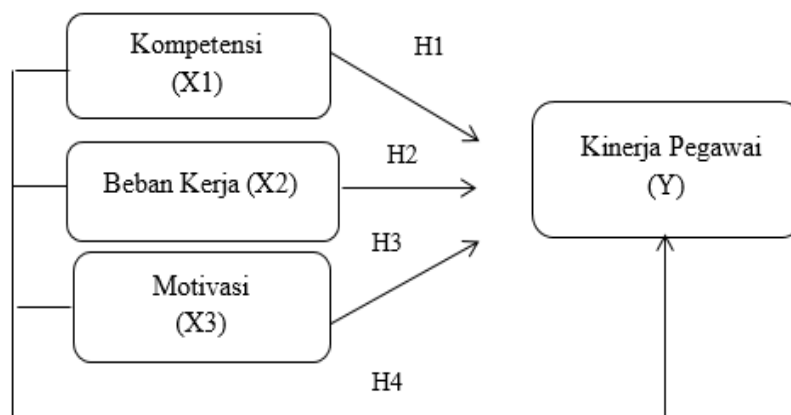 Kompetensi
(X1)
H1
Kinerja Pegawai
(Y)
Beban Kerja (X2)
H2
H3
Motivasi
(X3)
H4